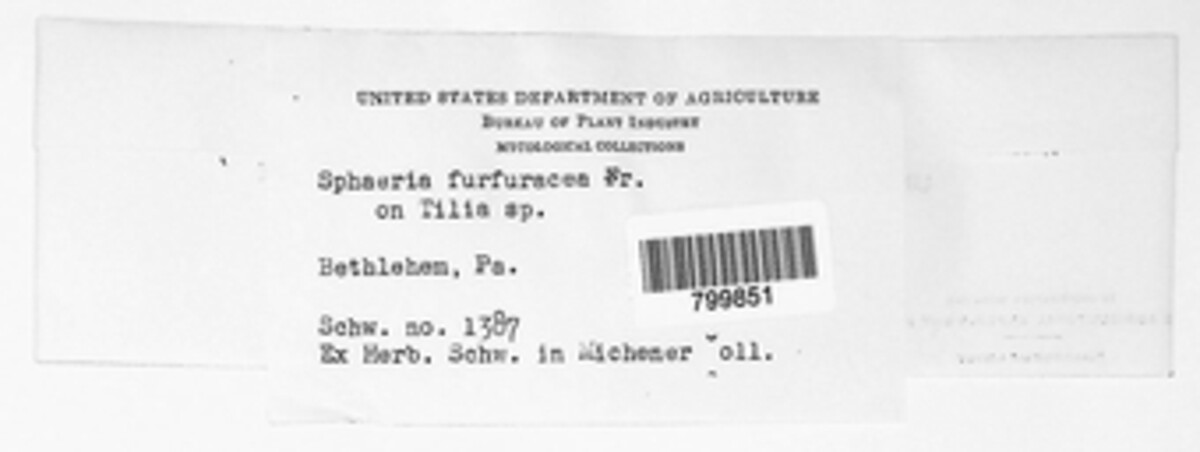 UNITED STATES DEPARTMENT OF AGRICULTURE
BUREAU OF PLANT INDUSTRY
MYCOLOGICAL COLLECTIONS
Sphaeria furfuracea Fr.
on Tilia sp.
Bethlehem, Pa.
799851
Schw. no. 1387
Ex Herb. Schw. in Michener Coll.